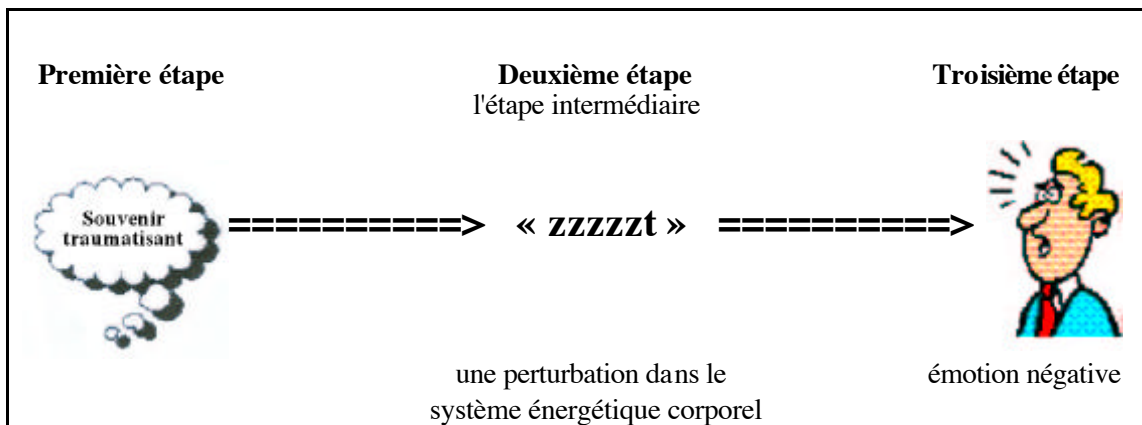 Première étape
Deuxième étape
l'étape intermédiaire
Troisième étape
Souvenir
traumatisant
==========> « zzzzzt » ==========>
une perturbation dans le
système énergétique corporel
émotion négative